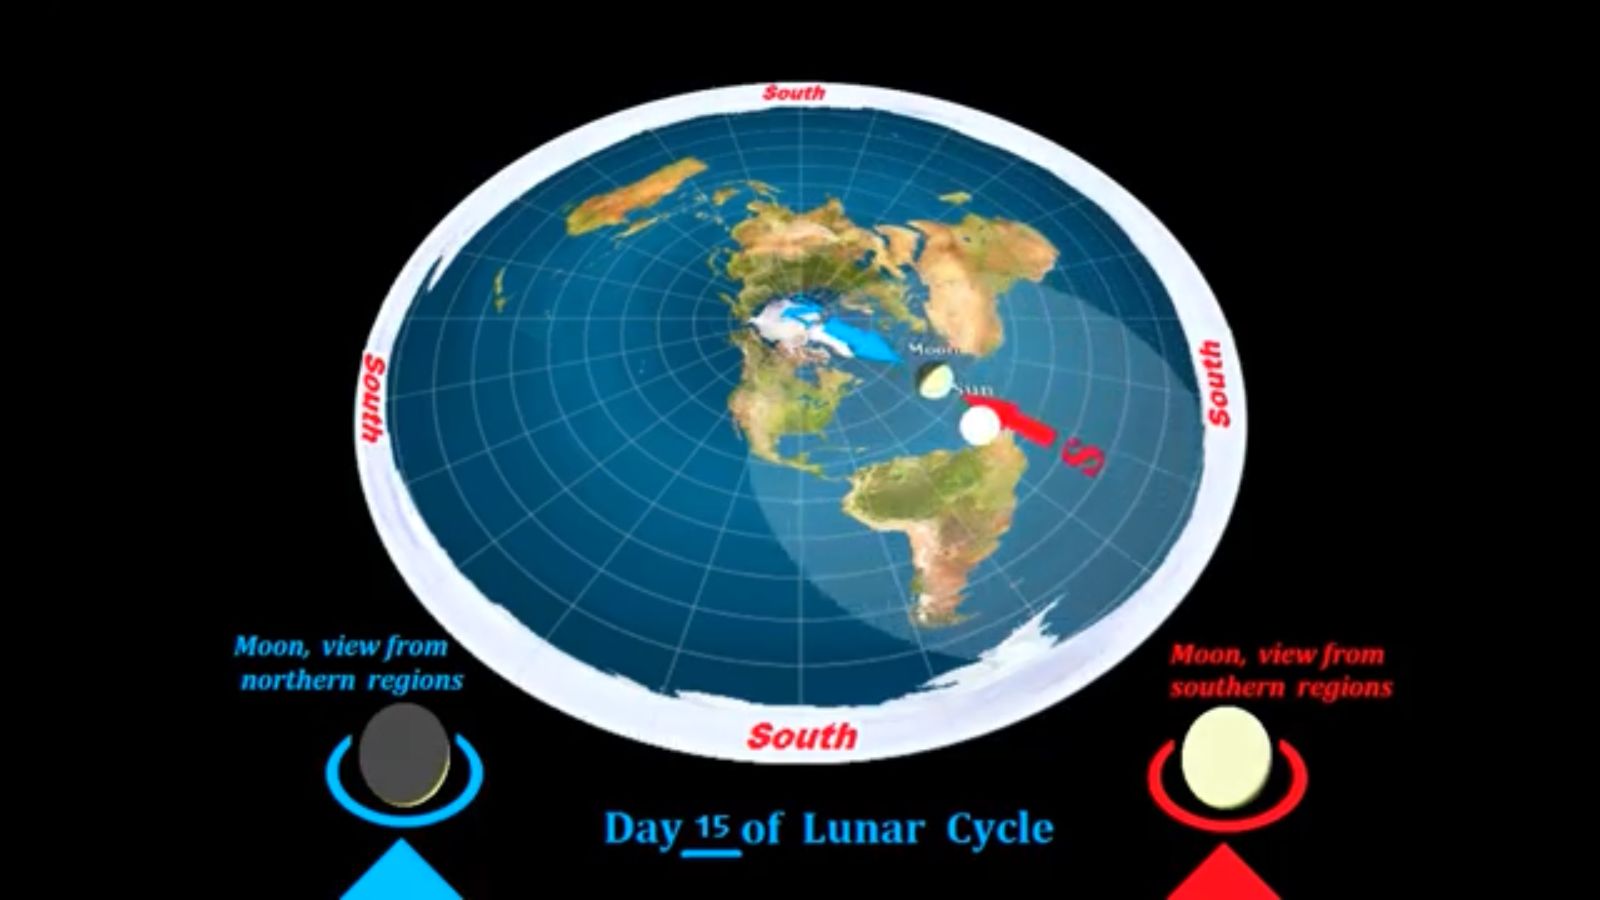 South
South
South
Moon
Sun
S
South
Moon, view from
northern regions
Moon, view from
southern regions
Day 15 of Lunar Cycle